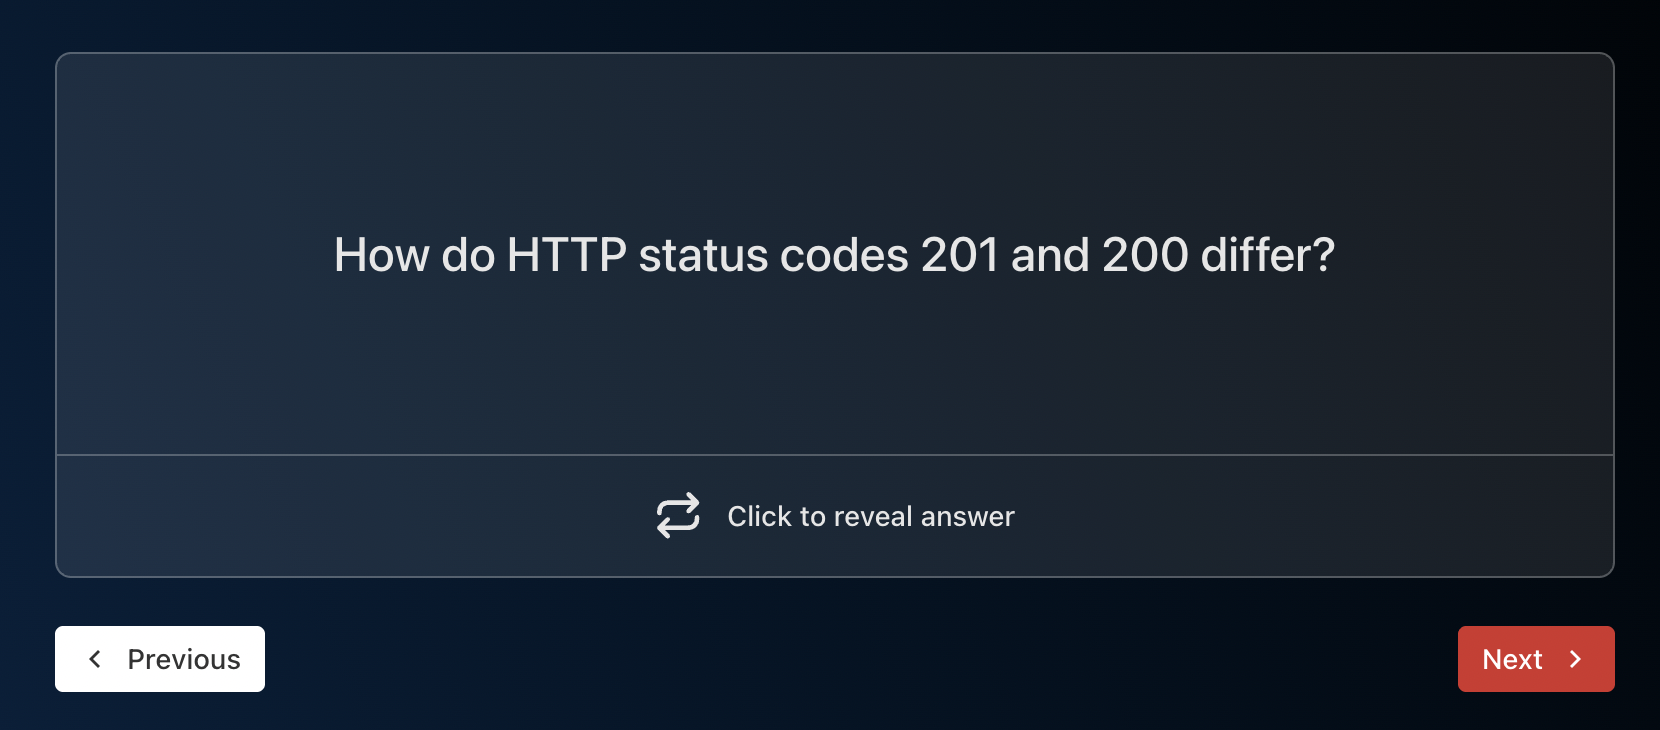 How do HTTP status codes 201 and 200 differ?
Click to reveal answer
Previous
Next